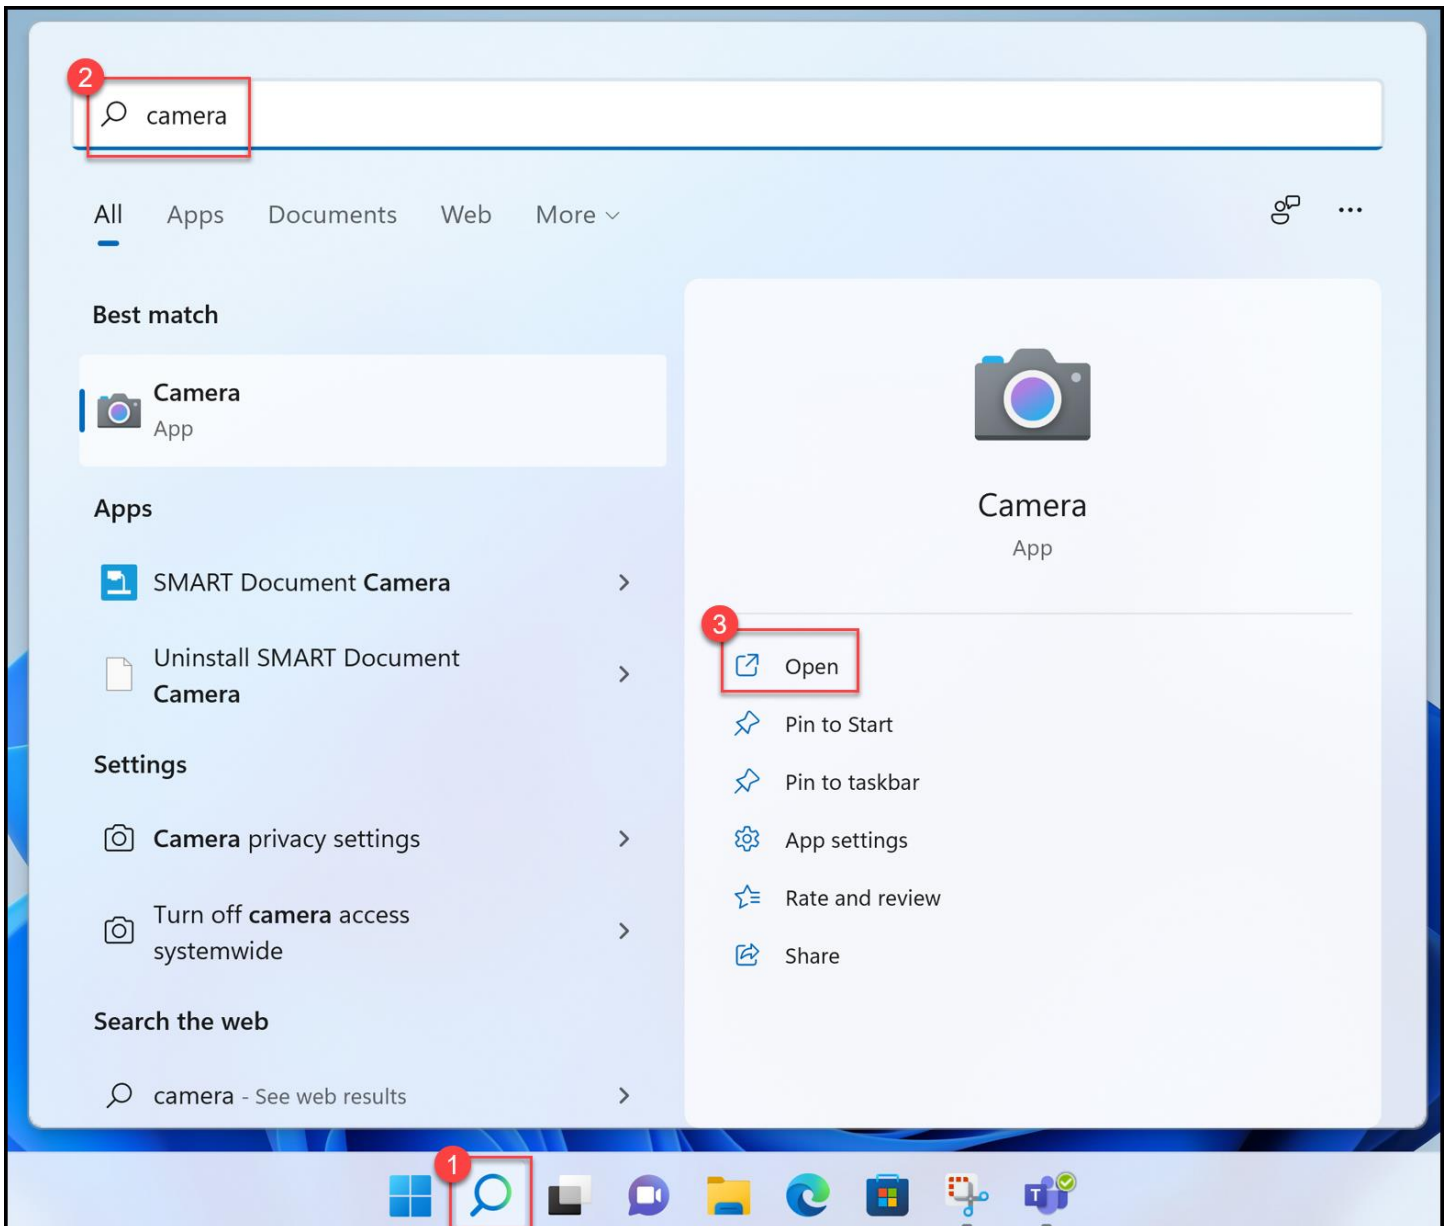 2
camera
All Apps Documents Web More
Best match
Camera
App
Apps
SMART Document Camera
Uninstall SMART Document
Camera
Settings
Camera privacy settings
Turn off camera access
systemwide
Search the web
camera - See web results
Camera
App
3
Open
Pin to Start
Pin to taskbar
App settings
Rate and review
Share
1
T